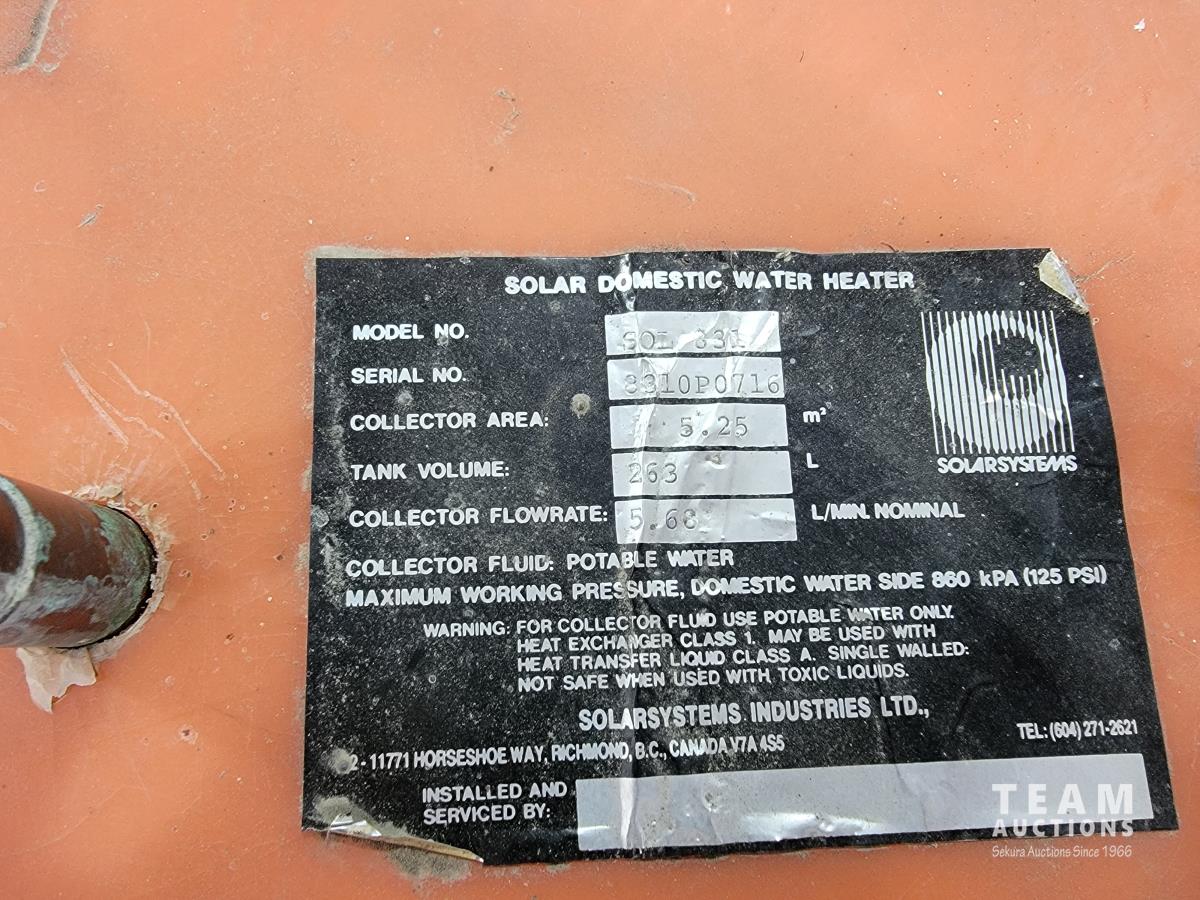 SOLAR DOMESTIC WATER HEATER
MODEL NO. SOL 831
SERIAL NO. 8310P0716
COLLECTOR AREA: 5.25 m²
TANK VOLUME: 263 L
COLLECTOR FLOWRATE: 5.68 L/MIN. NOMINAL
SOLARSYSTEMS
COLLECTOR FLUID: POTABLE WATER
MAXIMUM WORKING PRESSURE, DOMESTIC WATER SIDE 860 kPa (125 PSI)
WARNING: FOR COLLECTOR FLUID USE POTABLE WATER ONLY.
HEAT EXCHANGER CLASS 1. MAY BE USED WITH
HEAT TRANSFER LIQUID CLASS A. SINGLE WALLED:
NOT SAFE WHEN USED WITH TOXIC LIQUIDS.
SOLARSYSTEMS INDUSTRIES LTD.,
2 - 11771 HORSESHOE WAY, RICHMOND, B.C., CANADA V7A 4S5 TEL: (604) 271-2621
INSTALLED AND
SERVICED BY:
TEAM
AUCTIONS
Sekura Auctions Since 1966